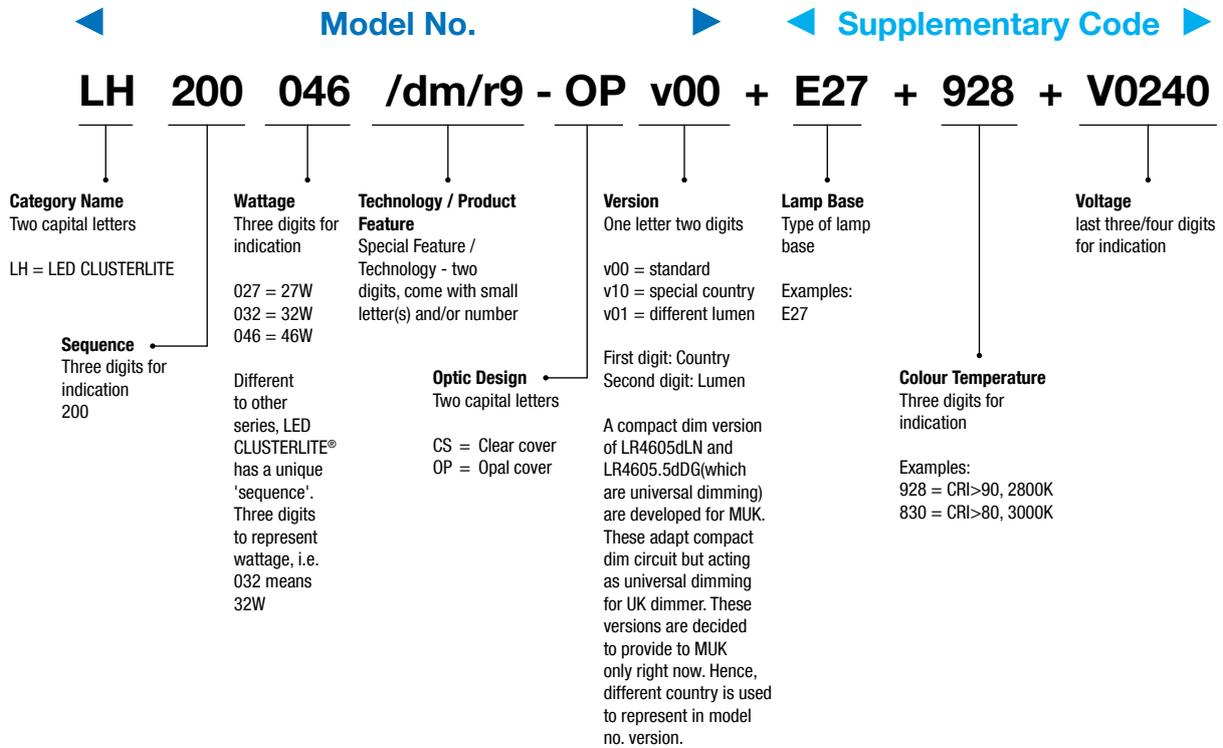 Model No.
Supplementary Code
LH 200 046 /dm/r9 - OP v00 + E27 + 928 + V0240
Category Name
Two capital letters
LH = LED CLUSTERLITE
Sequence
Three digits for
indication
200
Wattage
Three digits for
indication
027 = 27W
032 = 32W
046 = 46W
Different
to other
series, LED
CLUSTERLITE®
has a unique
'sequence'.
Three digits
to represent
wattage, i.e.
032 means
32W
Technology / Product
Feature
Special Feature /
Technology - two
digits, come with small
letter(s) and/or number
Optic Design
Two capital letters
CS = Clear cover
OP = Opal cover
Version
One letter two digits
v00 = standard
v10 = special country
v01 = different lumen
First digit: Country
Second digit: Lumen
A compact dim version
of LR4605dLN and
LR4605.5dDG(which
are universal dimming)
are developed for MUK.
These adapt compact
dim circuit but acting
as universal dimming
for UK dimmer. These
versions are decided
to provide to MUK
only right now. Hence,
different country is used
to represent in model
no. version.
Lamp Base
Type of lamp
base
Examples:
E27
Colour Temperature
Three digits for
indication
Examples:
928 = CRI>90, 2800K
830 = CRI>80, 3000K
Voltage
last three/four digits
for indication